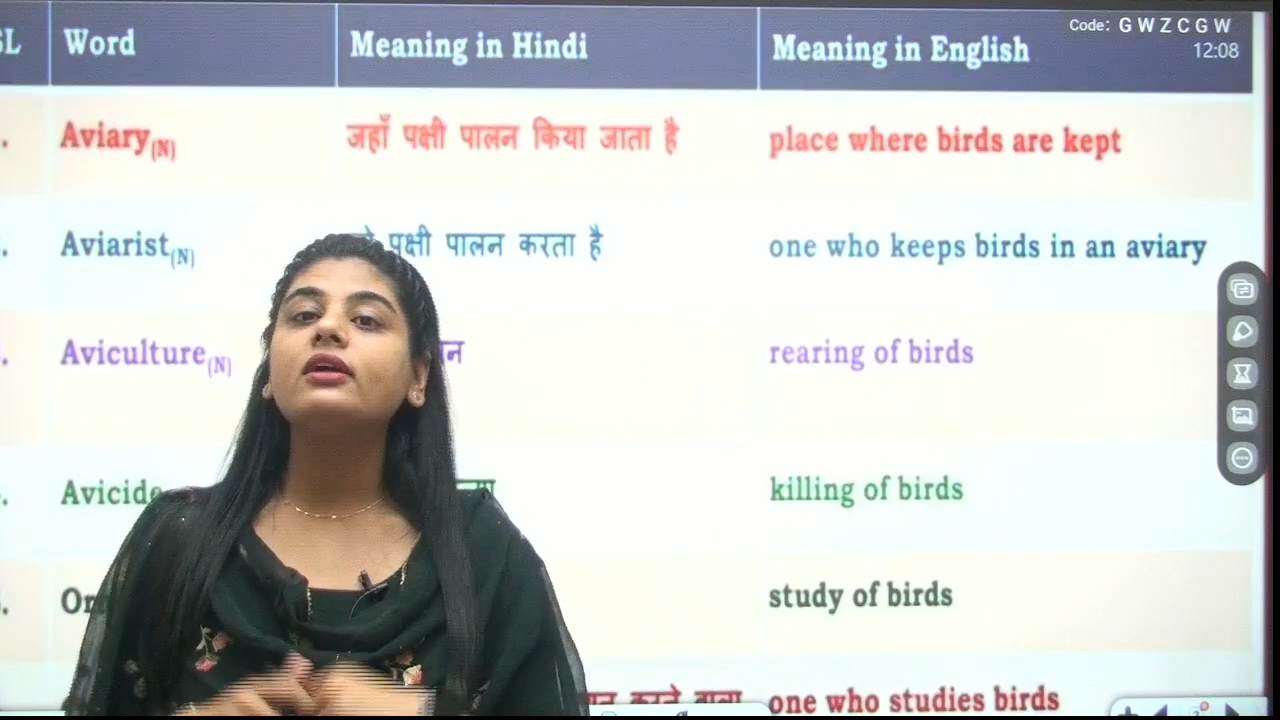 Code: G W Z C G W
12:08
Word Meaning in Hindi Meaning in English
Aviary(N) जहाँ पक्षी पालन किया जाता है place where birds are kept
Aviarist(N) पक्षी पालन करता है one who keeps birds in an aviary
Aviculture(N) rearing of birds
Avicide killing of birds
study of birds
one who studies birds